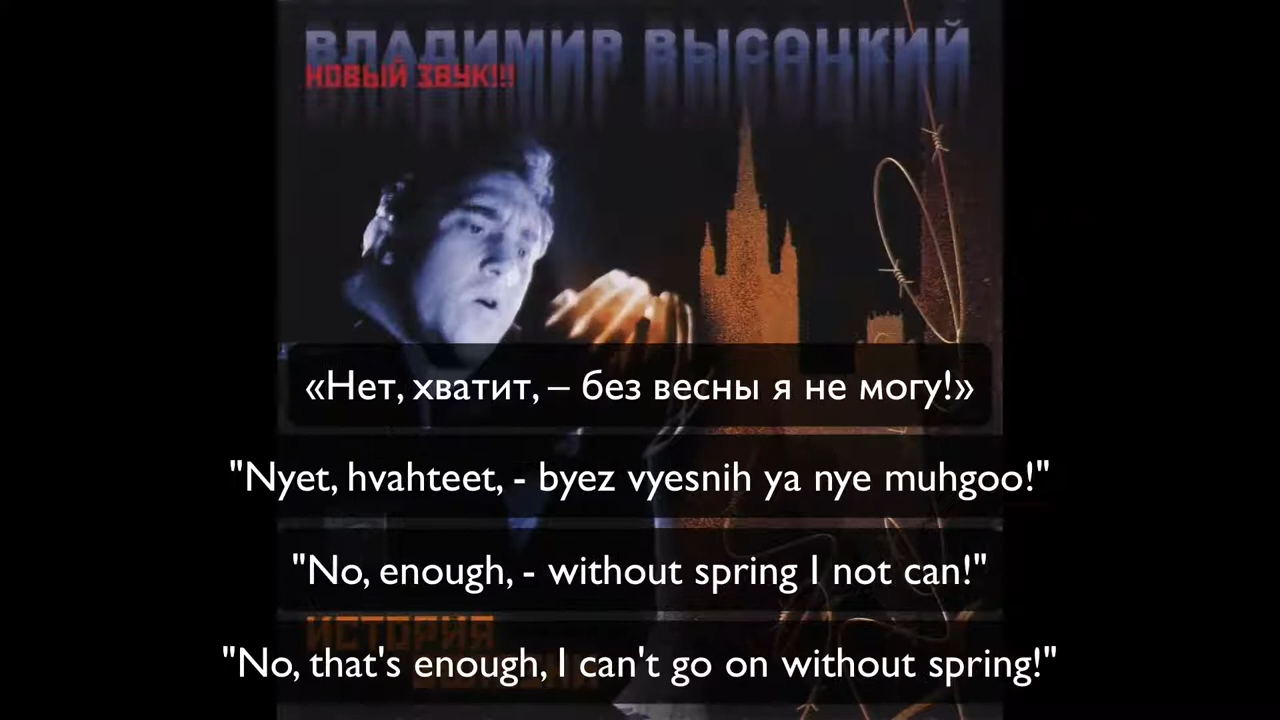 ВЛАДИМИР ВЫСОЦКИЙ
НОВЫЙ ЗВУК!!!
«Нет, хватит, – без весны я не могу!»
"Nyet, hvahteet, - byez vyesnih ya nye muhgoo!"
"No, enough, - without spring I not can!"
ИСТОРИЯ
"No, that's enough, I can't go on without spring!"